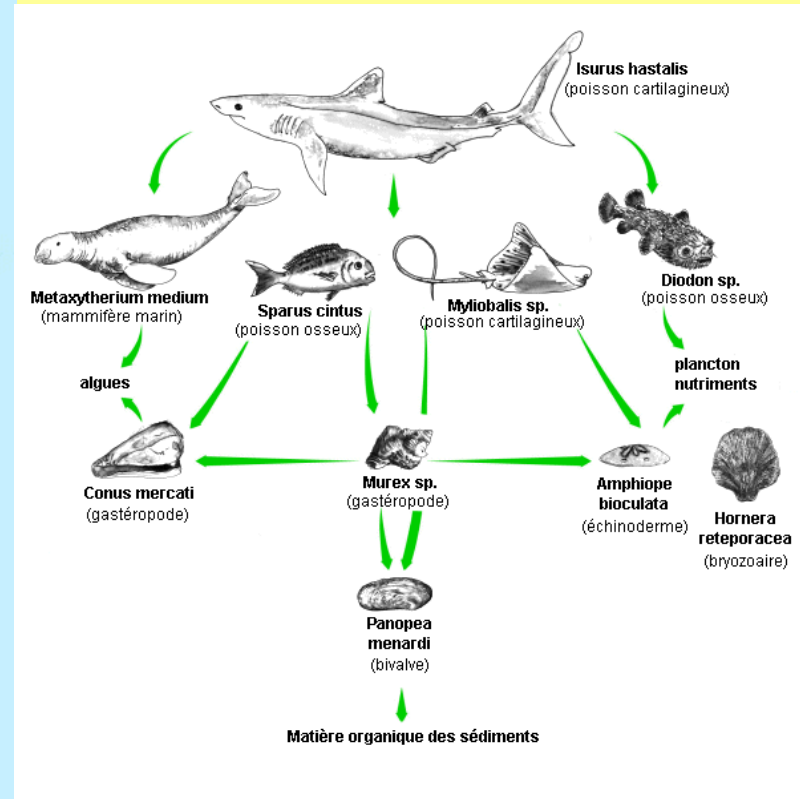 Isurus hastalis
(poisson cartilagineux)
Metaxytherium medium
(mammifère marin)
Sparus cintus
(poisson osseux)
Myliobalis sp.
(poisson cartilagineux)
Diodon sp.
(poisson osseux)
algues
plancton
nutriments
Conus mercati
(gastéropode)
Murex sp.
(gastéropode)
Amphiope
bioculata
(échinoderme)
Hornera
reteporacea
(bryozoaire)
Panopea
menardi
(bivalve)
Matière organique des sédiments